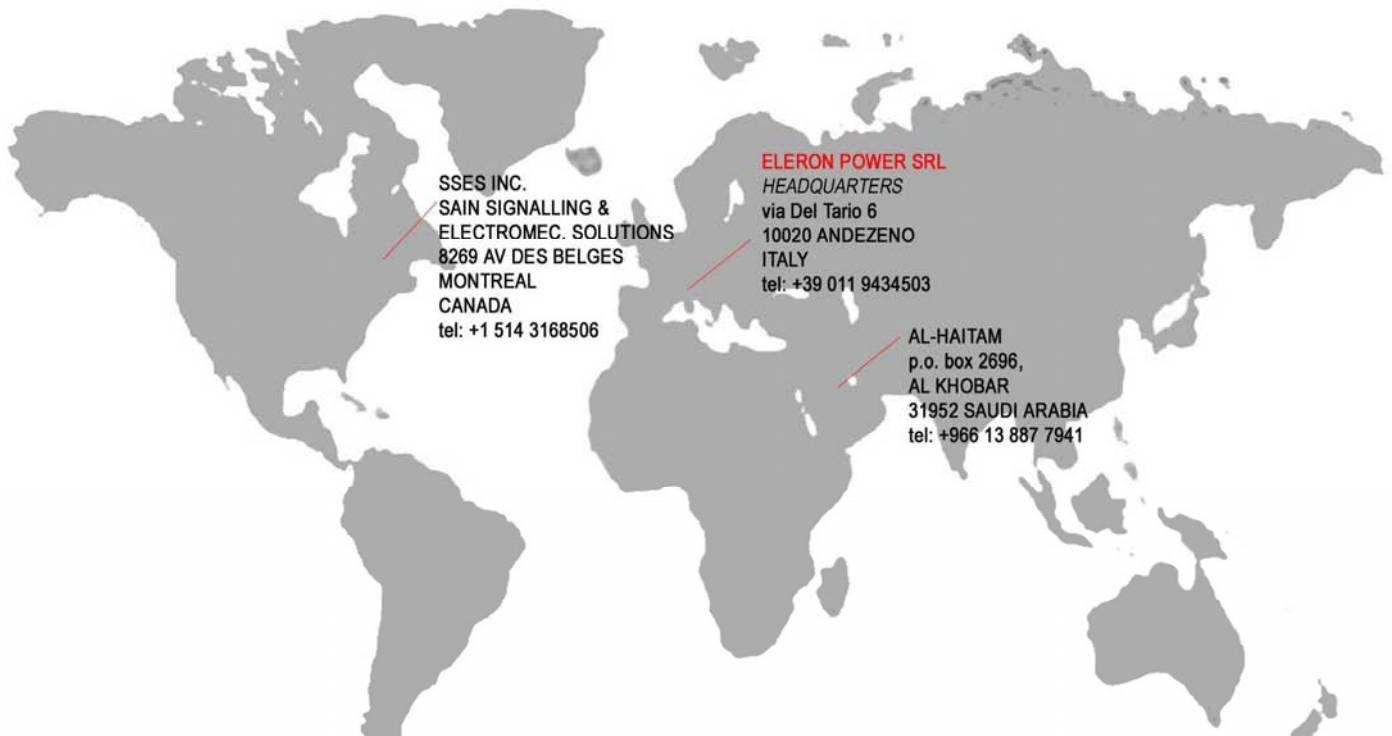 SSES INC.
SAIN SIGNALLING &
ELECTROMEC. SOLUTIONS
8269 AV DES BELGES
MONTREAL
CANADA
tel: +1 514 3168506
ELERON POWER SRL
HEADQUARTERS
via Del Tario 6
10020 ANDEZENO
ITALY
tel: +39 011 9434503
AL-HAITAM
p.o. box 2696,
AL KHOBAR
31952 SAUDI ARABIA
tel: +966 13 887 7941